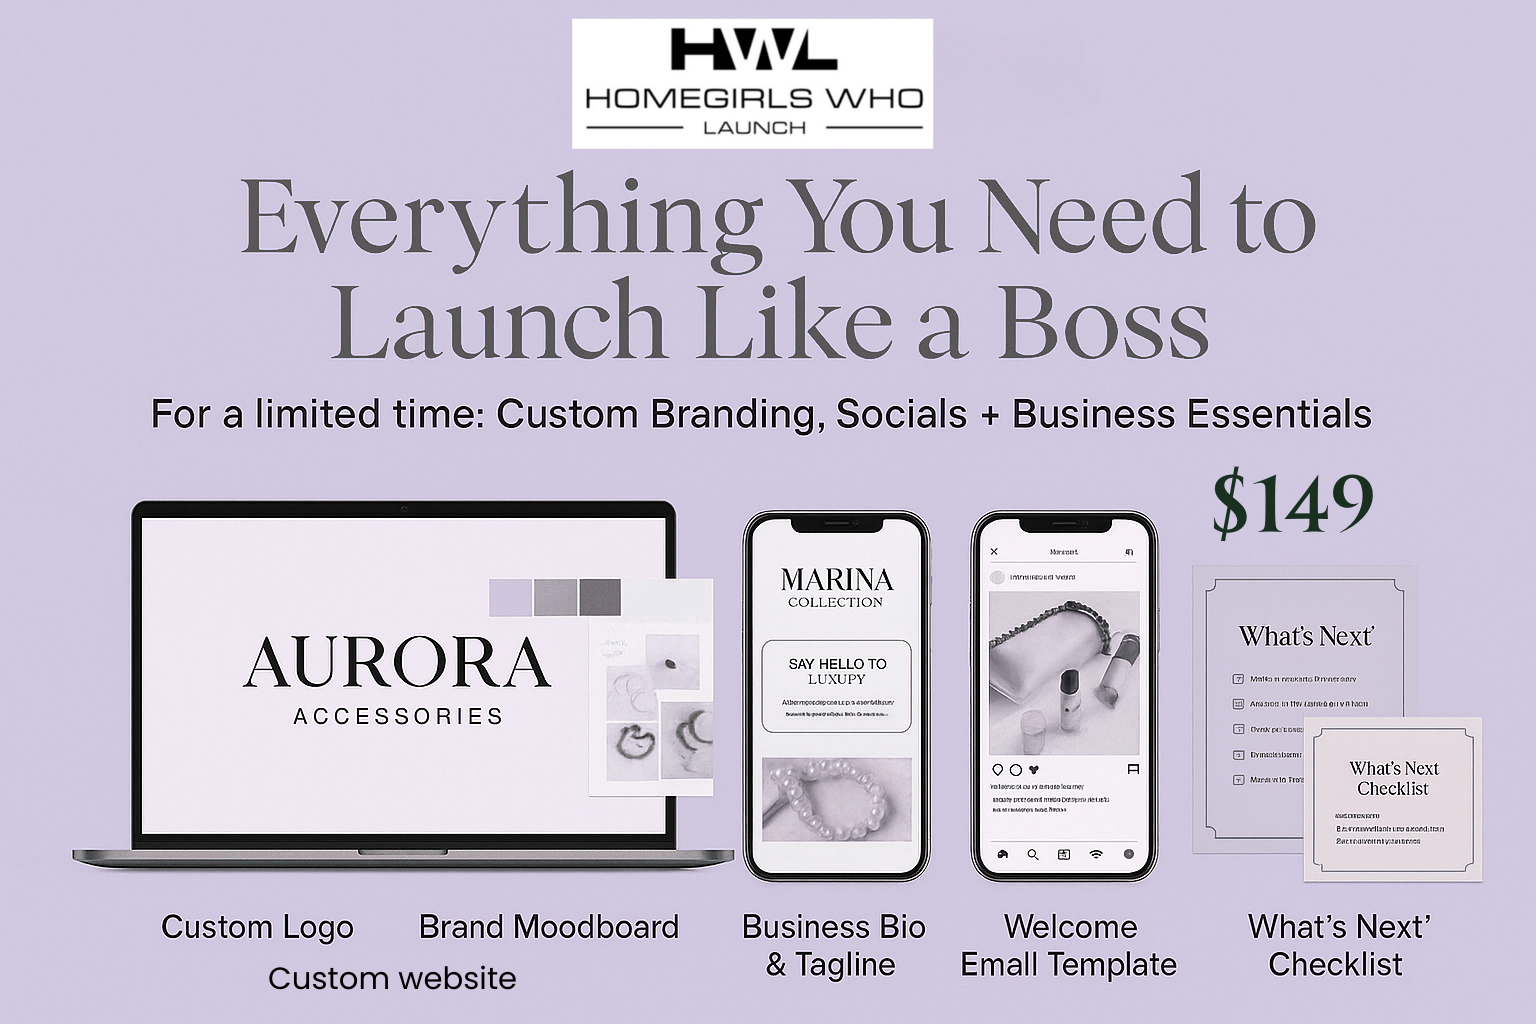 HWL
HOMEGIRLS WHO
LAUNCH
Everything You Need to
Launch Like a Boss
For a limited time: Custom Branding, Socials + Business Essentials
$149
AURORA
ACCESSORIES
MARINA
COLLECTION
SAY HELLO TO
LUXUPY
What's Next'
What's Next
Checklist
Custom Logo
Brand Moodboard
Custom website
Business Bio
& Tagline
Welcome
Emall Template
What's Next'
Checklist